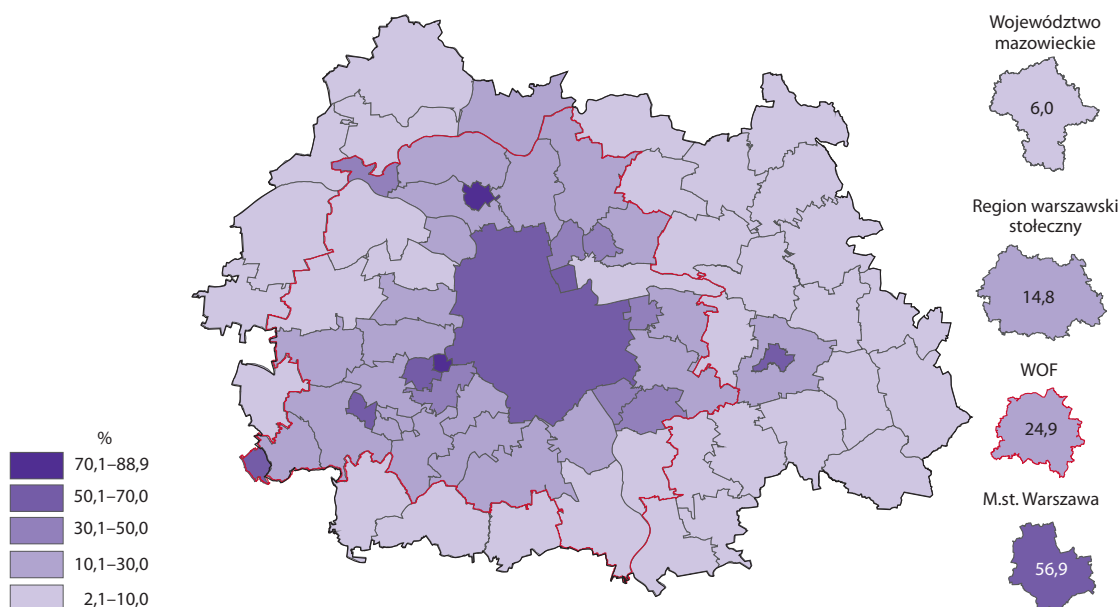 Województwo
mazowieckie
6,0
Region warszawski
stołeczny
14,8
WOF
24,9
M.st. Warszawa
56,9
%
70,1–88,9
50,1–70,0
30,1–50,0
10,1–30,0
2,1–10,0